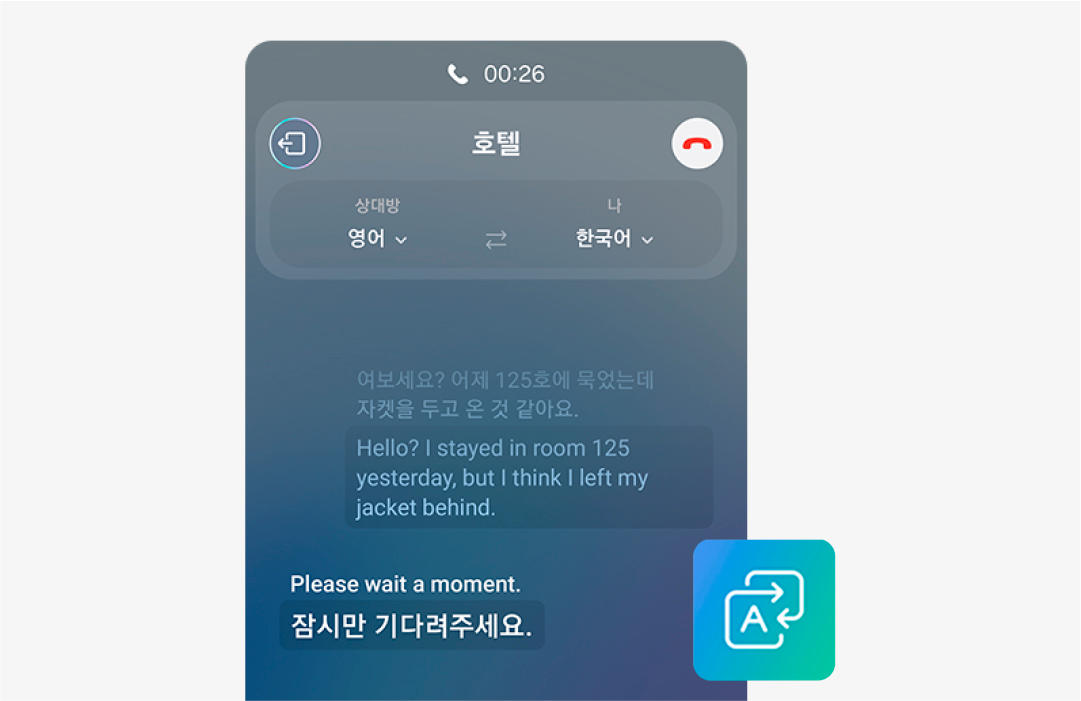 00:26
호텔
상대방
나
영어
한국어
여보세요? 어제 125호에 묵었는데
자켓을 두고 온 것 같아요.
Hello? I stayed in room 125
yesterday, but I think I left my
jacket behind.
Please wait a moment.
잠시만 기다려주세요.
A